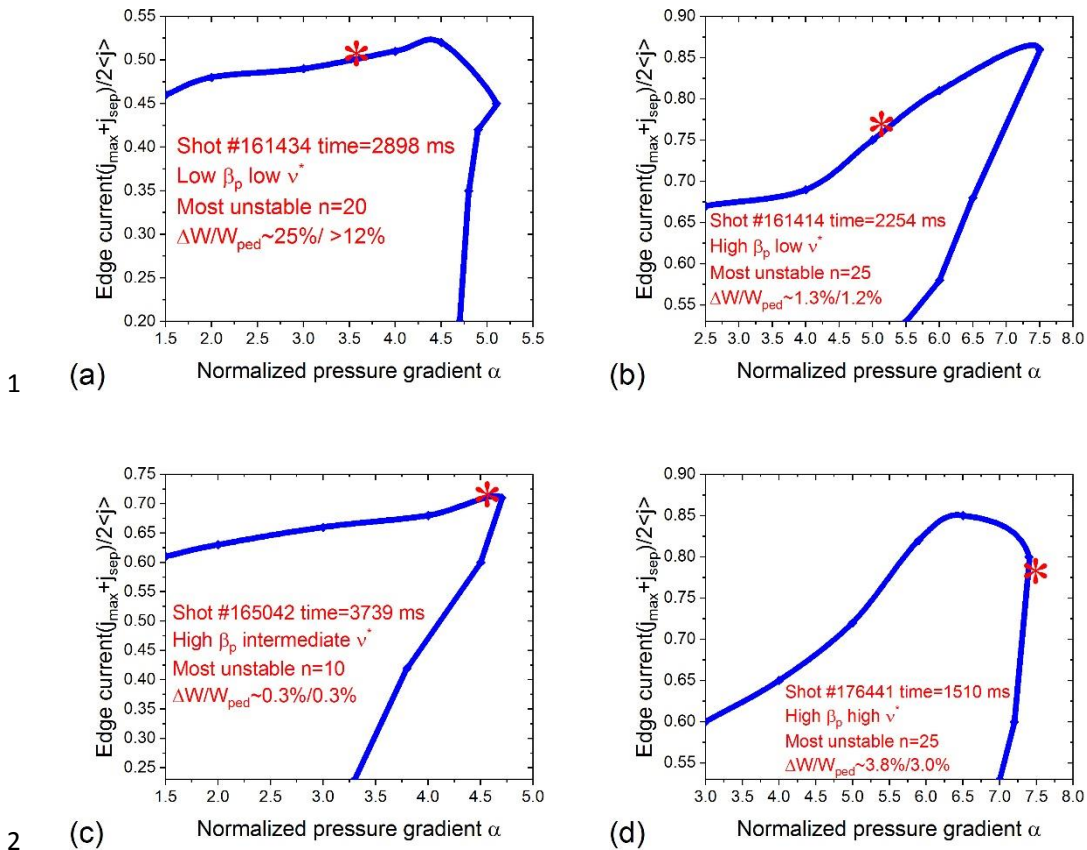 0.55
0.50
0.45
0.40
0.35
0.30
0.25
0.20
1.5 2.0 2.5 3.0 3.5 4.0 4.5 5.0 5.5
Edge current(jmax+jsep)/2<j>
Normalized pressure gradient α
*
Shot #161434 time=2898 ms
Low βp low ν*
Most unstable n=20
ΔW/Wped~25%/ >12%
1
(a)
0.90
0.85
0.80
0.75
0.70
0.65
0.60
0.55
2.5 3.0 3.5 4.0 4.5 5.0 5.5 6.0 6.5 7.0 7.5 8.0
Edge current(jmax+jsep)/2<j>
Normalized pressure gradient α
*
Shot #161414 time=2254 ms
High βp low ν*
Most unstable n=25
ΔW/Wped~1.3%/1.2%
(b)
0.75
0.70
0.65
0.60
0.55
0.50
0.45
0.40
0.35
0.30
0.25
1.5 2.0 2.5 3.0 3.5 4.0 4.5 5.0
Edge current(jmax+jsep)/2<j>
Normalized pressure gradient α
*
Shot #165042 time=3739 ms
High βp intermediate ν*
Most unstable n=10
ΔW/Wped~0.3%/0.3%
2
(c)
0.90
0.85
0.80
0.75
0.70
0.65
0.60
0.55
3.0 3.5 4.0 4.5 5.0 5.5 6.0 6.5 7.0 7.5 8.0
Edge current(jmax+jsep)/2<j>
Normalized pressure gradient α
*
Shot #176441 time=1510 ms
High βp high ν*
Most unstable n=25
ΔW/Wped~3.8%/3.0%
(d)